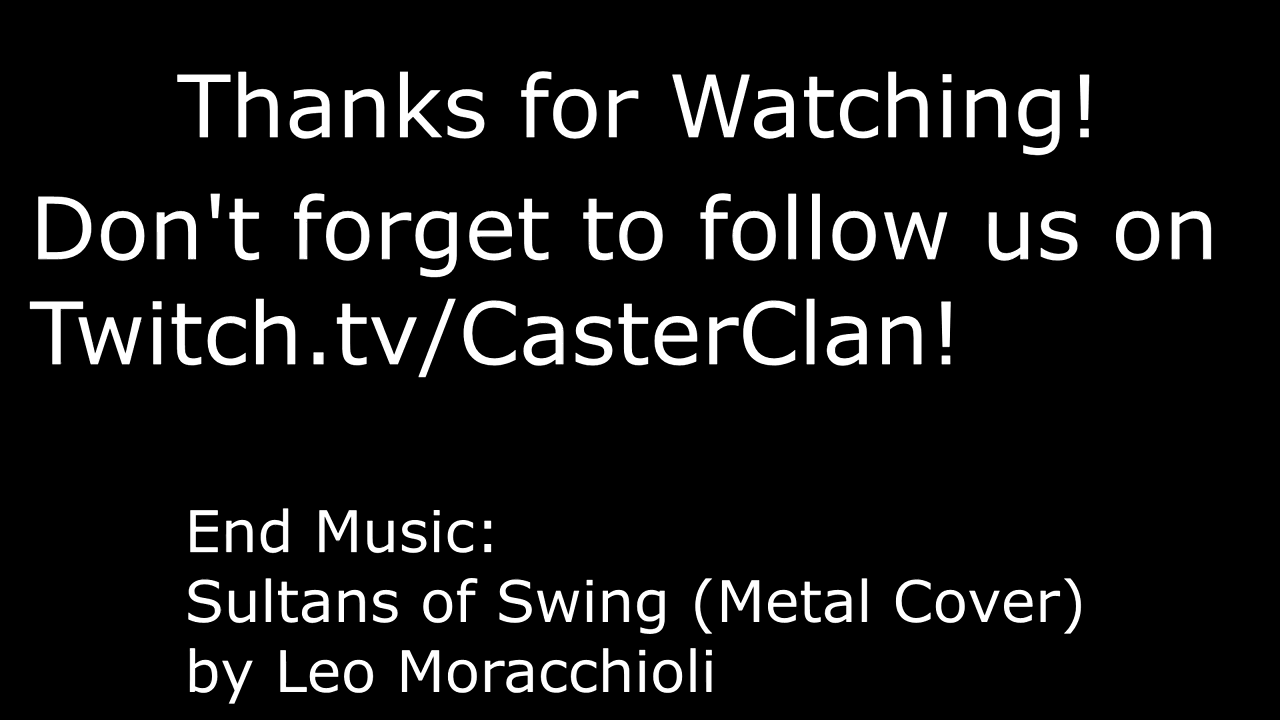 Thanks for Watching!
Don't forget to follow us on
Twitch.tv/CasterClan!
End Music:
Sultans of Swing (Metal Cover)
by Leo Moracchioli